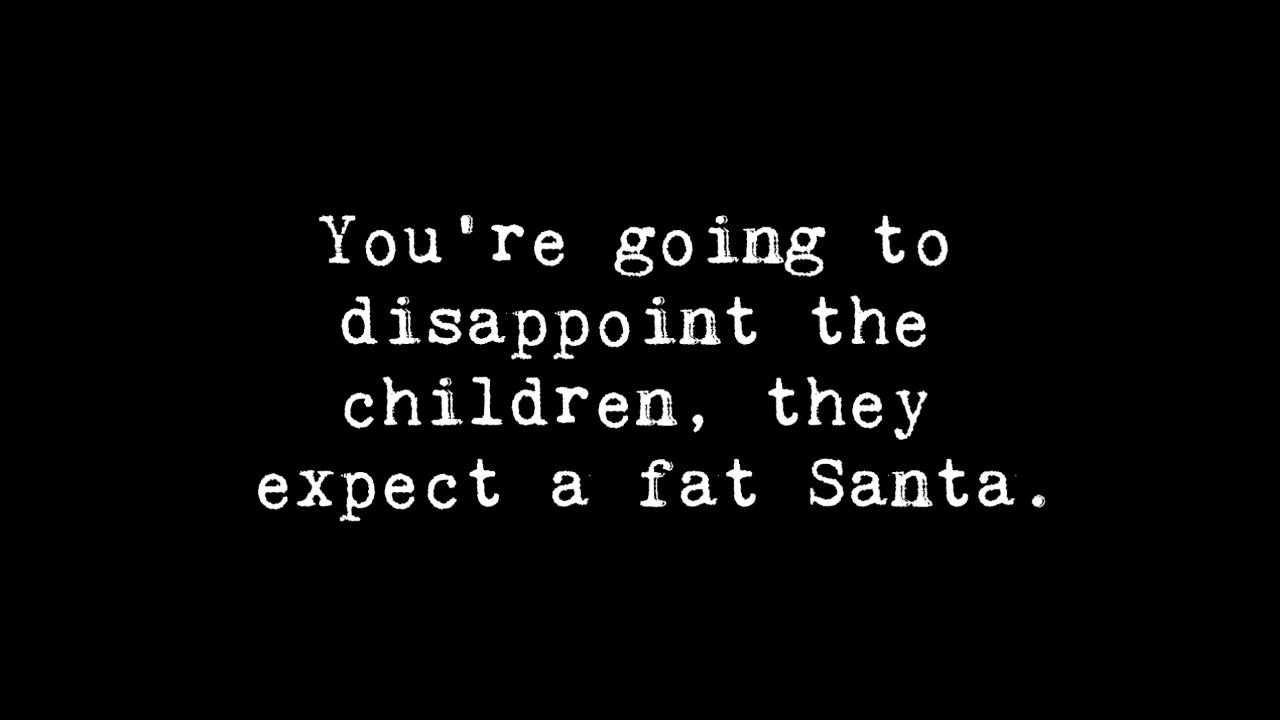 You're going to
disappoint the
children, they
expect a fat Santa.